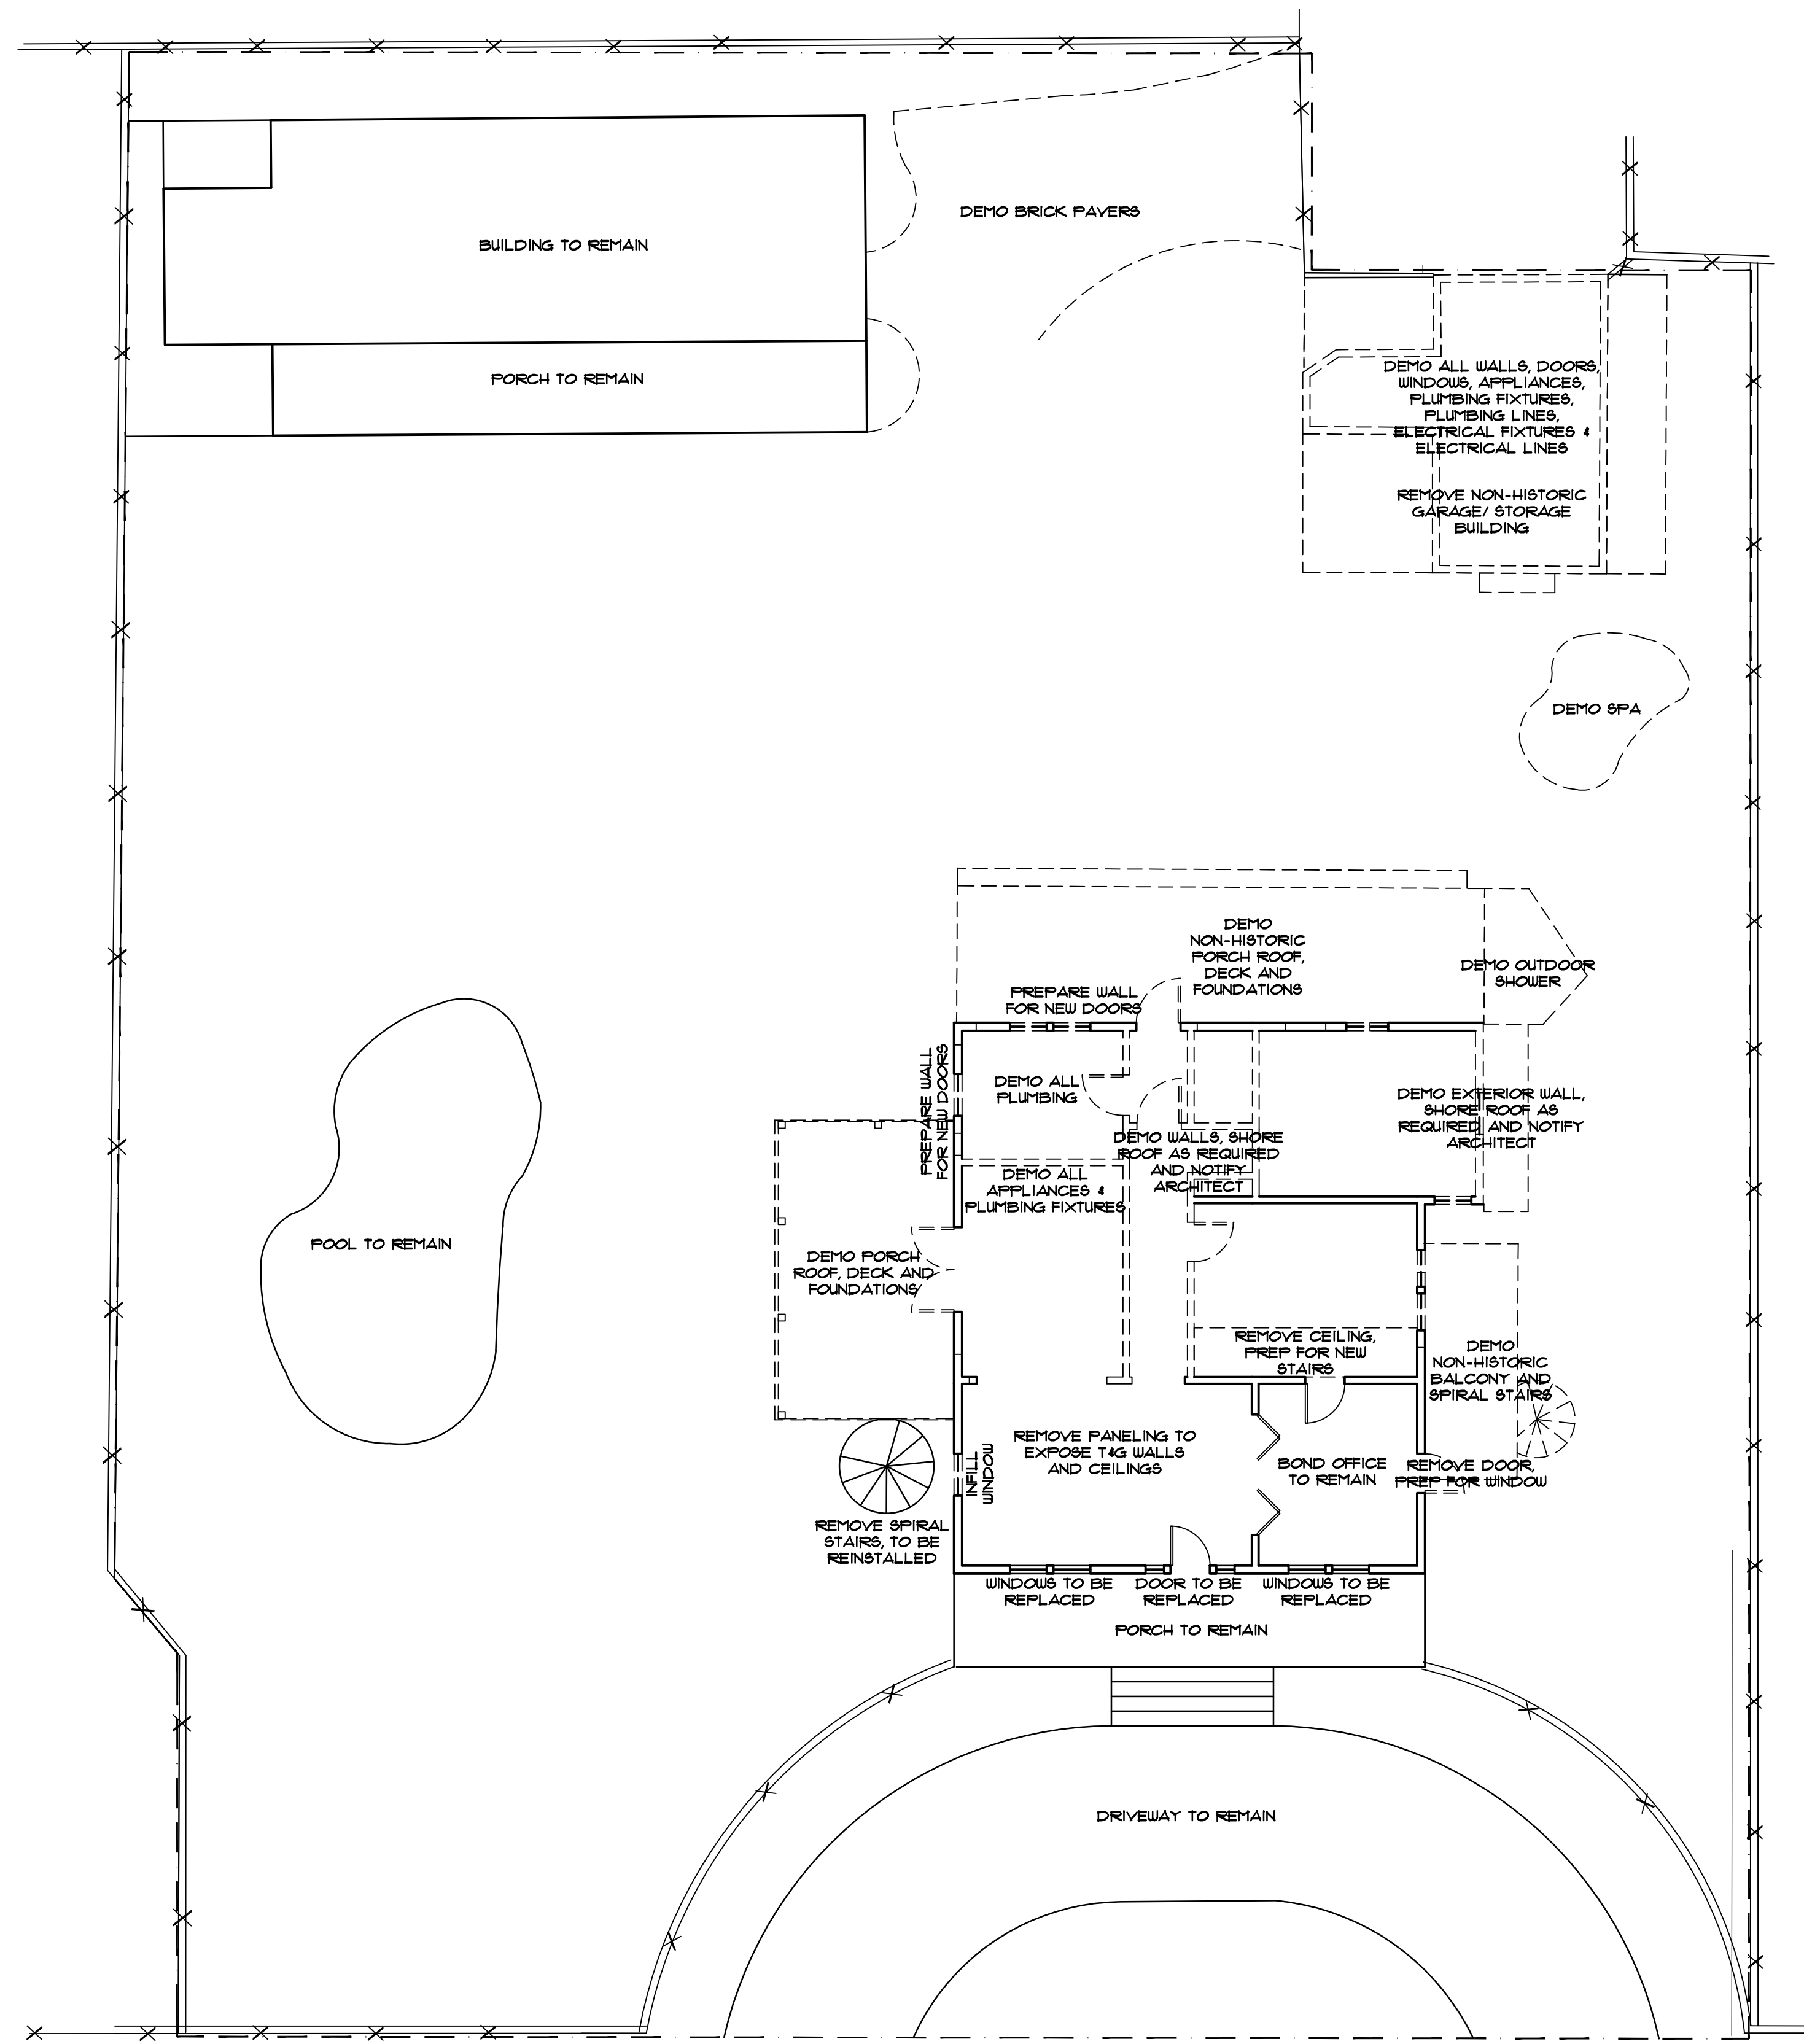 DEMO BRICK PAVERS
BUILDING TO REMAIN
PORCH TO REMAIN
DEMO ALL WALLS, DOORS,
WINDOWS, APPLIANCES,
PLUMBING FIXTURES,
PLUMBING LINES,
ELECTRICAL FIXTURES &
ELECTRICAL LINES
REMOVE NON-HISTORIC
GARAGE/ STORAGE
BUILDING
DEMO SPA
DEMO
NON-HISTORIC
PORCH ROOF,
DECK AND
FOUNDATIONS
DEMO OUTDOOR
SHOWER
PREPARE WALL
FOR NEW DOORS
PREPARE WALL
FOR NEW DOORS
DEMO ALL
PLUMBING
DEMO EXTERIOR WALL,
SHORE ROOF AS
REQUIRED AND NOTIFY
ARCHITECT
DEMO WALLS, SHORE
ROOF AS REQUIRED
AND NOTIFY
ARCHITECT
DEMO ALL
APPLIANCES &
PLUMBING FIXTURES
POOL TO REMAIN
DEMO PORCH
ROOF, DECK AND
FOUNDATIONS
REMOVE CEILING,
PREP FOR NEW
STAIRS
DEMO
NON-HISTORIC
BALCONY AND
SPIRAL STAIRS
REMOVE PANELING TO
EXPOSE T&G WALLS
AND CEILINGS
INFILL
WINDOW
BOND OFFICE
TO REMAIN
REMOVE DOOR,
PREP FOR WINDOW
REMOVE SPIRAL
STAIRS, TO BE
REINSTALLED
WINDOWS TO BE
REPLACED
DOOR TO BE
REPLACED
WINDOWS TO BE
REPLACED
PORCH TO REMAIN
DRIVEWAY TO REMAIN